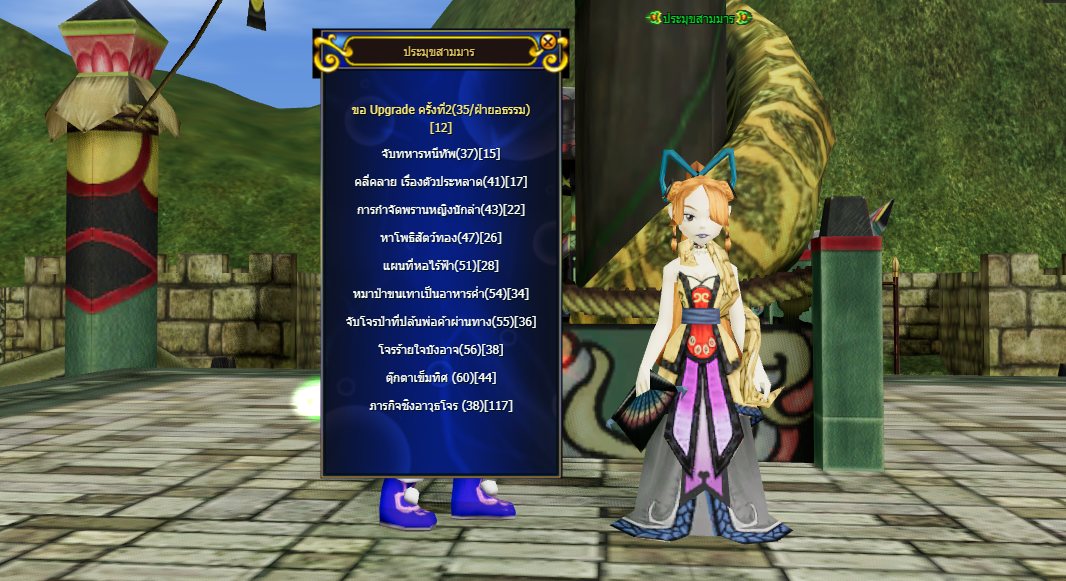 ประมุขสามมาร
ประมุขสามมาร
ขอ Upgrade ครั้งที่2(35/ฝ่ายอธรรม)
[12]
จับทหารหนีทัพ(37)[15]
คลี่คลาย เรื่องตัวประหลาด(41)[17]
การกำจัดพรานหญิงนักล่า(43)[22]
หาโพธิสัตว์ทอง(47)[26]
แผนที่หอไร้ฟ้า(51)[28]
หมาป่าขนเทาเป็นอาหารค่ำ(54)[34]
จับโจรป่าที่ปล้นพ่อค้าผ่านทาง(55)[36]
โจรร้ายใจบังอาจ(56)[38]
ตุ๊กตาเข็มทิศ (60)[44]
ภารกิจชิงอาวุธโจร (38)[117]